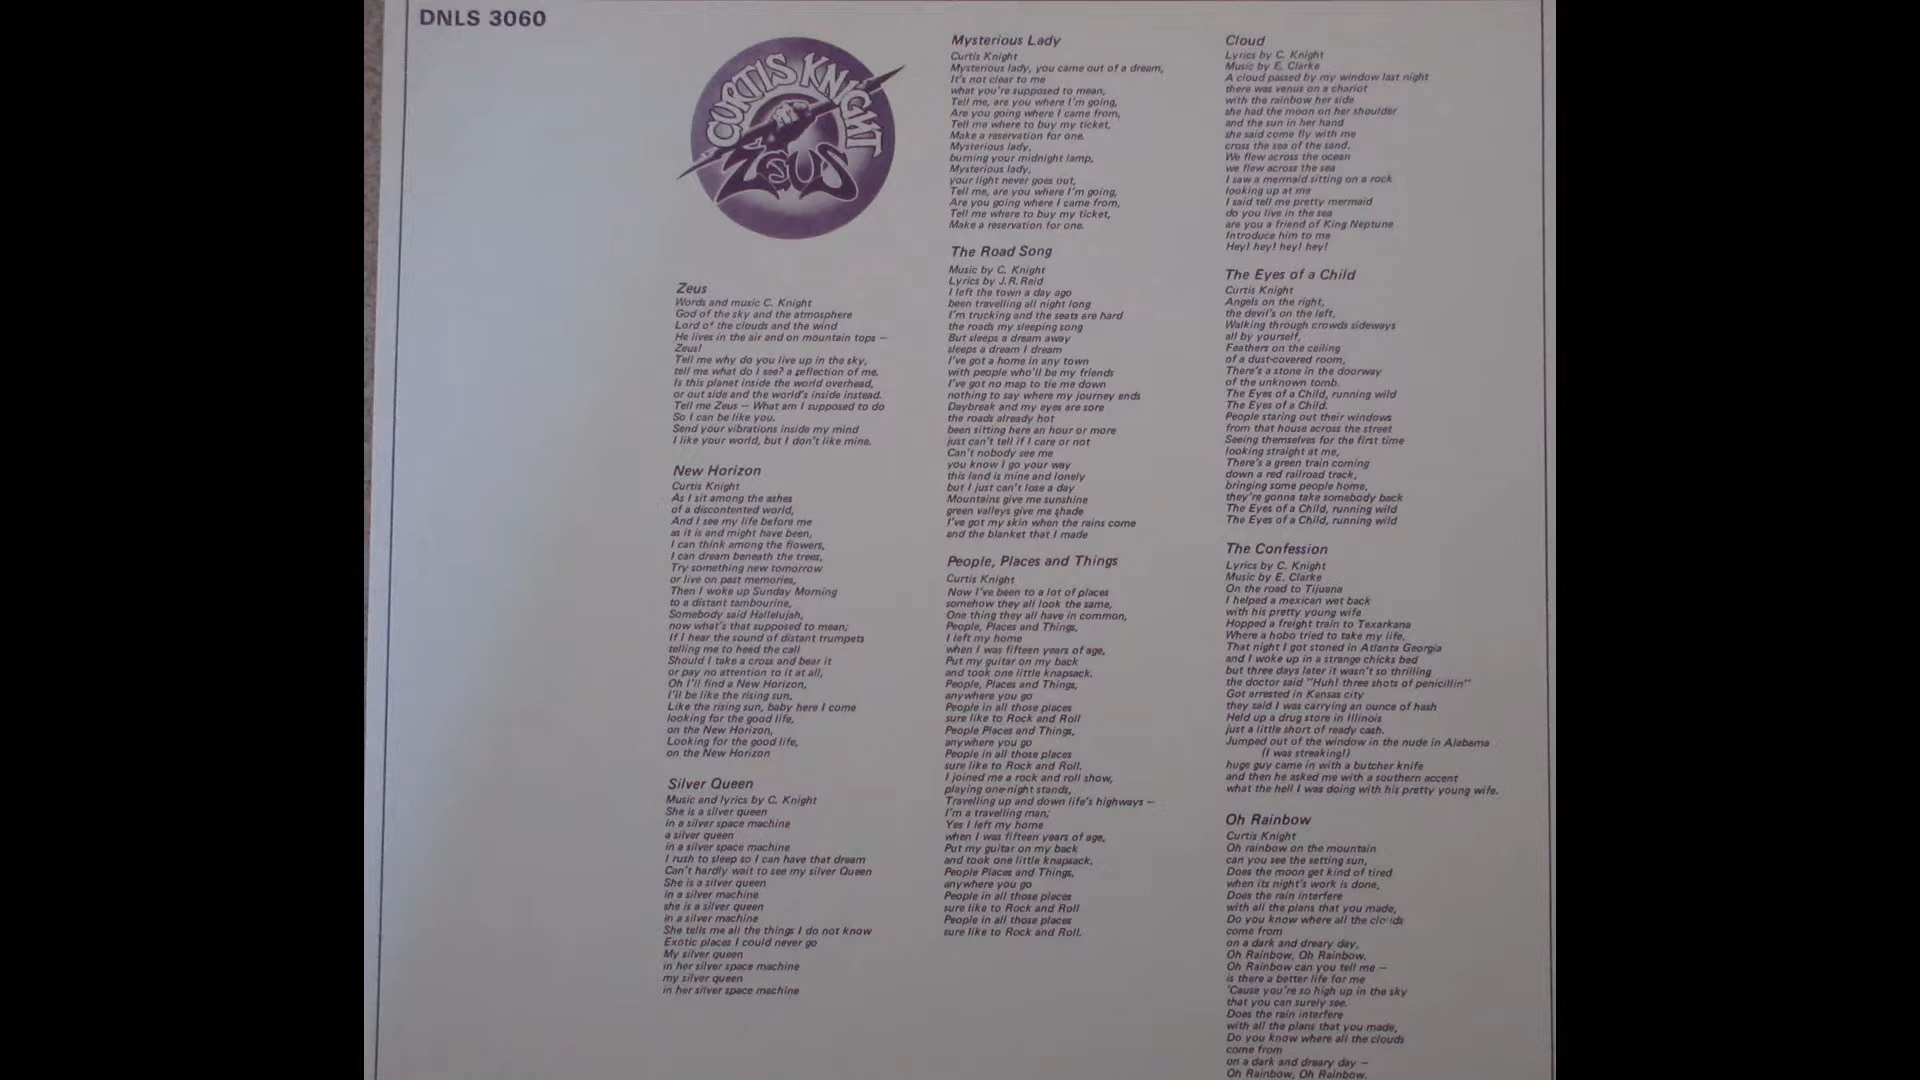 DNLS 3060
CURTIS KNIGHT
ZEUS
Zeus
Words and music C. Knight
God of the sky and the atmosphere
Lord of the clouds and the wind
He lives in the air and on mountain tops —
Zeus!
Tell me why do you live up in the sky,
tell me what do I see? a reflection of me.
Is this planet inside the world overhead,
or out side and the world's inside instead.
Tell me Zeus — What am I supposed to do
So I can be like you.
Send your vibrations inside my mind
I like your world, but I don't like mine.
New Horizon
Curtis Knight
As I sit among the ashes
of a discontented world,
And I see my life before me
as it is and might have been,
I can think among the flowers,
I can dream beneath the trees,
Try something new tomorrow
or live on past memories,
Then I woke up Sunday Morning
to a distant tambourine,
Somebody said Hallelujah,
now what's that supposed to mean;
If I hear the sound of distant trumpets
telling me to heed the call
Should I take a cross and bear it
or pay no attention to it at all,
Oh I'll find a New Horizon,
I'll be like the rising sun,
Like the rising sun, baby here I come
looking for the good life,
on the New Horizon,
Looking for the good life,
on the New Horizon
Silver Queen
Music and lyrics by C. Knight
She is a silver queen
in a silver space machine
a silver queen
in a silver space machine
I rush to sleep so I can have that dream
Can't hardly wait to see my silver Queen
She is a silver queen
in a silver machine
she is a silver queen
in a silver machine
She tells me all the things I do not know
Exotic places I could never go
My silver queen
in her silver space machine
my silver queen
in her silver space machine
Mysterious Lady
Curtis Knight
Mysterious lady, you came out of a dream,
It's not clear to me
what you're supposed to mean,
Tell me, are you where I'm going,
Are you going where I came from,
Tell me where to buy my ticket,
Make a reservation for one.
Mysterious lady,
burning your midnight lamp,
Mysterious lady,
your light never goes out,
Tell me, are you where I'm going,
Are you going where I came from,
Tell me where to buy my ticket,
Make a reservation for one.
The Road Song
Music by C. Knight
Lyrics by J.R.Reid
I left the town a day ago
been travelling all night long
I'm trucking and the seats are hard
the roads my sleeping song
But sleeps a dream away
sleeps a dream I dream
I've got a home in any town
with people who'll be my friends
I've got no map to tie me down
nothing to say where my journey ends
Daybreak and my eyes are sore
the roads already hot
been sitting here an hour or more
just can't tell if I care or not
Can't nobody see me
you know I go your way
this land is mine and lonely
but I just can't lose a day
Mountains give me sunshine
green valleys give me shade
I've got my skin when the rains come
and the blanket that I made
People, Places and Things
Curtis Knight
Now I've been to a lot of places
somehow they all look the same,
One thing they all have in common,
People, Places and Things,
I left my home
when I was fifteen years of age,
Put my guitar on my back
and took one little knapsack,
People, Places and Things,
anywhere you go
People in all those places
sure like to Rock and Roll
People Places and Things,
anywhere you go
People in all those places
sure like to Rock and Roll.
I joined me a rock and roll show,
playing one-night stands,
Travelling up and down life's highways —
I'm a travelling man;
Yes I left my home
when I was fifteen years of age,
Put my guitar on my back
and took one little knapsack,
People Places and Things,
anywhere you go
People in all those places
sure like to Rock and Roll
People in all those places
sure like to Rock and Roll.
Cloud
Lyrics by C. Knight
Music by E. Clarke
A cloud passed by my window last night
there was venus on a chariot
with the rainbow her side
she had the moon on her shoulder
and the sun in her hand
she said come fly with me
cross the sea of the sand.
We flew across the ocean
we flew across the sea
I saw a mermaid sitting on a rock
looking up at me
I said tell me pretty mermaid
do you live in the sea
are you a friend of King Neptune
Introduce him to me
Hey! hey! hey! hey!
The Eyes of a Child
Curtis Knight
Angels on the right,
the devil's on the left,
Walking through crowds sideways
all by yourself,
Feathers on the ceiling
of a dust-covered room,
There's a stone in the doorway
of the unknown tomb.
The Eyes of a Child, running wild
The Eyes of a Child.
People staring out their windows
from that house across the street
Seeing themselves for the first time
looking straight at me,
There's a green train coming
down a red railroad track,
bringing some people home,
they're gonna take somebody back
The Eyes of a Child, running wild
The Eyes of a Child, running wild
The Confession
Lyrics by C. Knight
Music by E. Clarke
On the road to Tijuana
I helped a mexican wet back
with his pretty young wife
Hopped a freight train to Texarkana
Where a hobo tried to take my life.
That night I got stoned in Atlanta Georgia
and I woke up in a strange chicks bed
but three days later it wasn't so thrilling
the doctor said "Huh! three shots of penicillin"
Got arrested in Kansas city
they said I was carrying an ounce of hash
Held up a drug store in Illinois
just a little short of ready cash.
Jumped out of the window in the nude in Alabama
(I was streaking!)
huge guy came in with a butcher knife
and then he asked me with a southern accent
what the hell I was doing with his pretty young wife.
Oh Rainbow
Curtis Knight
Oh rainbow on the mountain
can you see the setting sun,
Does the moon get kind of tired
when its night's work is done,
Does the rain interfere
with all the plans that you made,
Do you know where all the clouds
come from
on a dark and dreary day,
Oh Rainbow, Oh Rainbow.
Oh Rainbow can you tell me —
is there a better life for me
'Cause you're so high up in the sky
that you can surely see.
Does the rain interfere
with all the plans that you made,
Do you know where all the clouds
come from
on a dark and dreary day —
Oh Rainbow, Oh Rainbow.